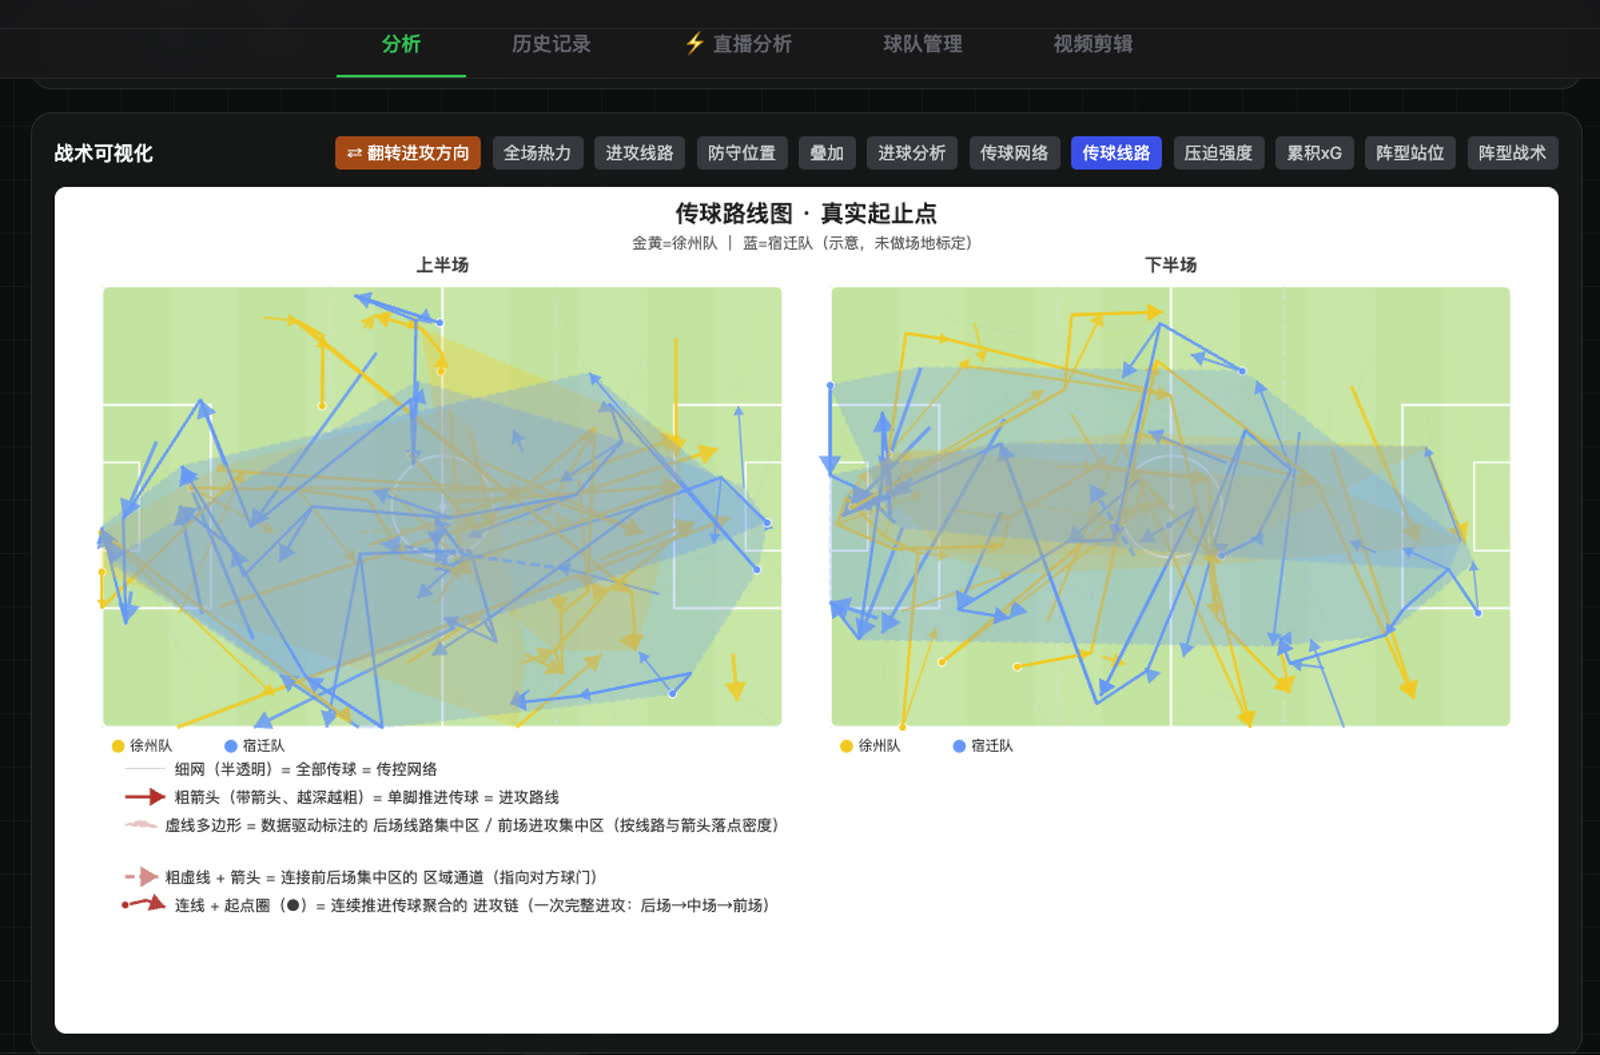 分析
历史记录
⚡ 直播分析
球队管理
视频剪辑
战术可视化
⇄ 翻转进攻方向
全场热力
进攻线路
防守位置
叠加
进球分析
传球网络
传球线路
压迫强度
累积xG
阵型站位
阵型战术
传球路线图 · 真实起止点
金黄=徐州队 | 蓝=宿迁队（示意，未做场地标定）
上半场
下半场
徐州队
宿迁队
徐州队
宿迁队
细网（半透明）= 全部传球 = 传控网络
粗箭头（带箭头、越深越粗）= 单脚推进传球 = 进攻路线
虚线多边形 = 数据驱动标注的 后场线路集中区 / 前场进攻集中区（按线路与箭头落点密度）
粗虚线 + 箭头 = 连接前后场集中区的 区域通道（指向对方球门）
连线 + 起点圈（●）= 连续推进传球聚合的 进攻链（一次完整进攻：后场→中场→前场）